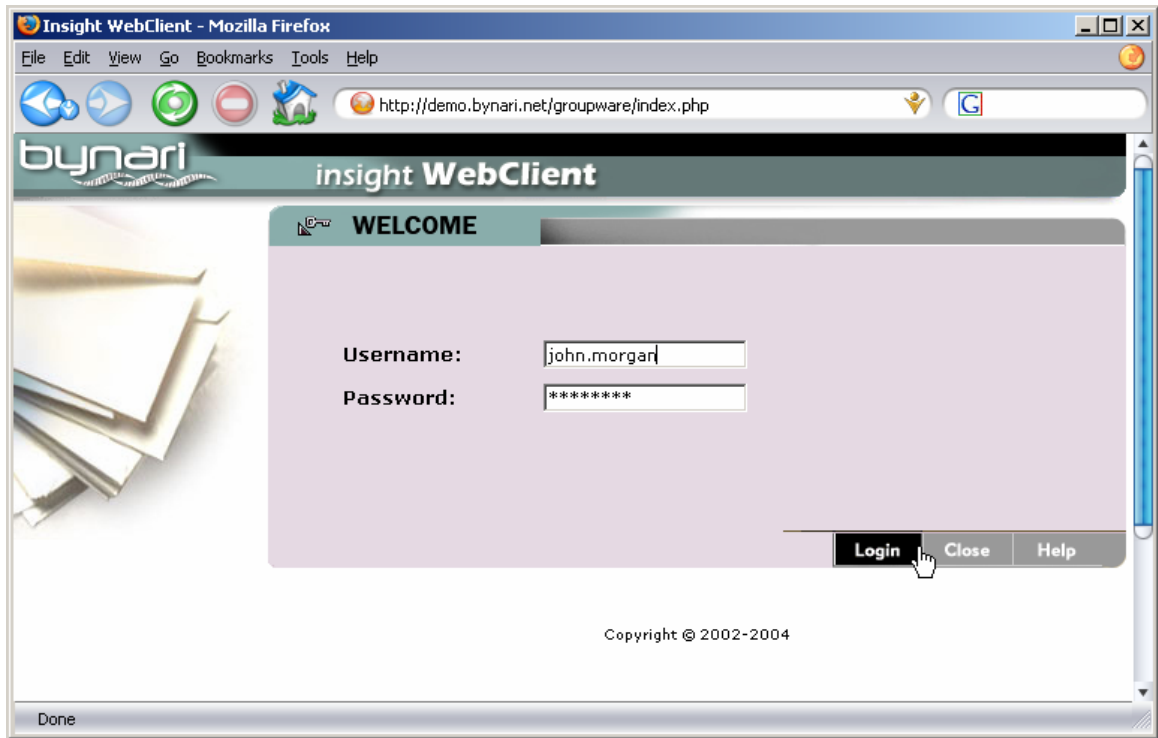 Insight WebClient - Mozilla Firefox
File Edit View Go Bookmarks Tools Help
http://demo.bynari.net/groupware/index.php
G
bynari
insight WebClient
WELCOME
Username: john.morgan
Password: ********
Login Close Help
Copyright © 2002-2004
Done